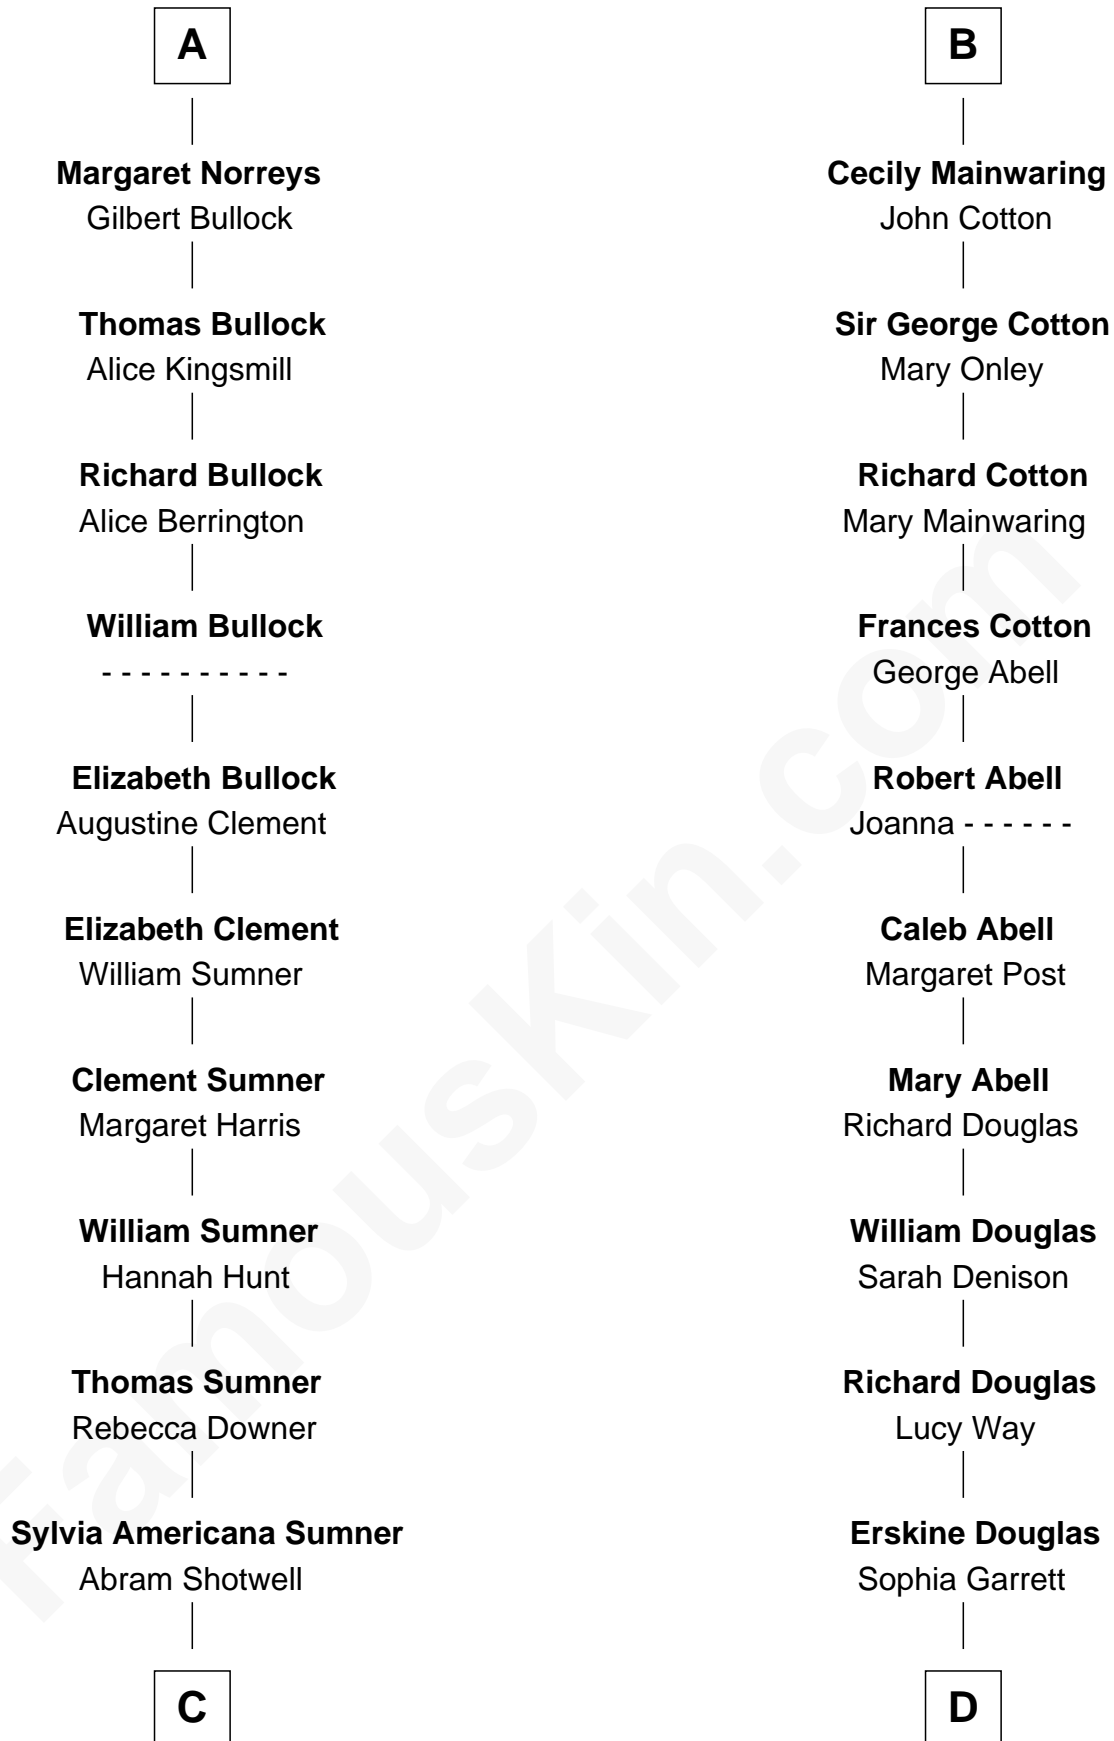 A
Margaret Norreys
Gilbert Bullock
Thomas Bullock
Alice Kingsmill
Richard Bullock
Alice Berrington
William Bullock
- - - - - - - - - -
Elizabeth Bullock
Augustine Clement
Elizabeth Clement
William Sumner
Clement Sumner
Margaret Harris
William Sumner
Hannah Hunt
Thomas Sumner
Rebecca Downer
Sylvia Americana Sumner
Abram Shotwell
C
B
Cecily Mainwaring
John Cotton
Sir George Cotton
Mary Onley
Richard Cotton
Mary Mainwaring
Frances Cotton
George Abell
Robert Abell
Joanna - - - - - -
Caleb Abell
Margaret Post
Mary Abell
Richard Douglas
William Douglas
Sarah Denison
Richard Douglas
Lucy Way
Erskine Douglas
Sophia Garrett
D
FamousKin.com